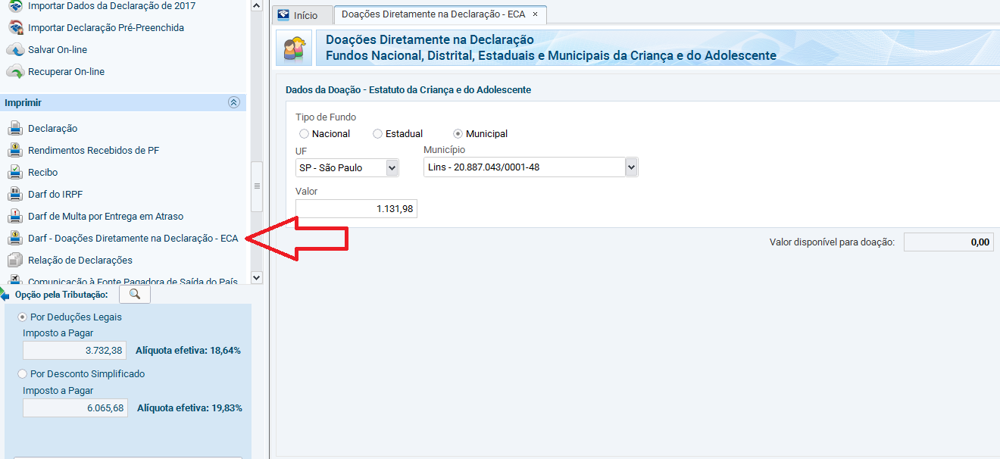 Importar Dados da Declaração de 2017
Importar Declaração Pré-Preenchida
Salvar On-line
Recuperar On-line
Imprimir
Declaração
Rendimentos Recebidos de PF
Recibo
Darf do IRPF
Darf de Multa por Entrega em Atraso
Darf - Doações Diretamente na Declaração - ECA
Relação de Declarações
Comunicação à Fonte Pagadora de Saída do País
Opção pela Tributação:
Por Deduções Legais
Imposto a Pagar
3.732,38 Alíquota efetiva: 18,64%
Por Desconto Simplificado
Imposto a Pagar
6.065,68 Alíquota efetiva: 19,83%
Início
Doações Diretamente na Declaração - ECA ×
Doações Diretamente na Declaração
Fundos Nacional, Distrital, Estaduais e Municipais da Criança e do Adolescente
Dados da Doação - Estatuto da Criança e do Adolescente
Tipo de Fundo
Nacional Estadual Municipal
UF Município
SP - São Paulo Lins - 20.887.043/0001-48
Valor
1.131,98
Valor disponível para doação: 0,00